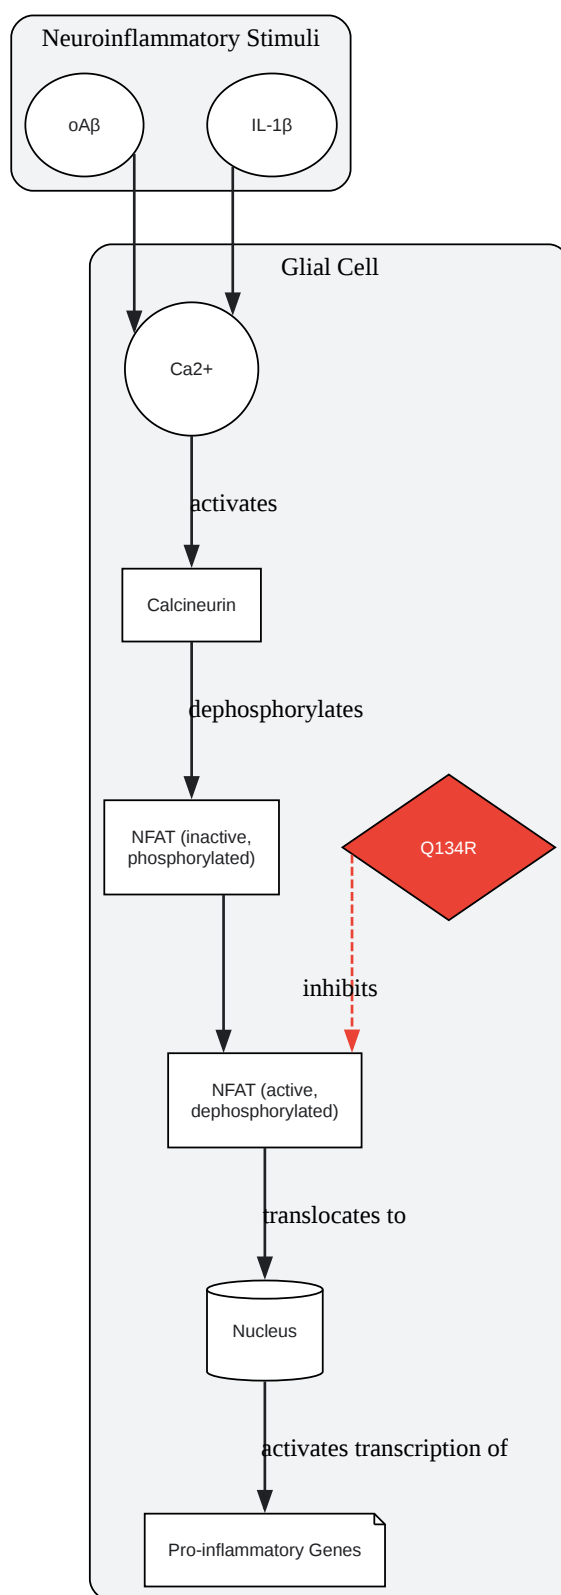 Neuroinflammatory Stimuli
oAβ
IL-1β
Glial Cell
Ca2+
activates
Calcineurin
dephosphorylates
NFAT (inactive,
phosphorylated)
Q134R
inhibits
NFAT (active,
dephosphorylated)
translocates to
Nucleus
activates transcription of
Pro-inflammatory Genes